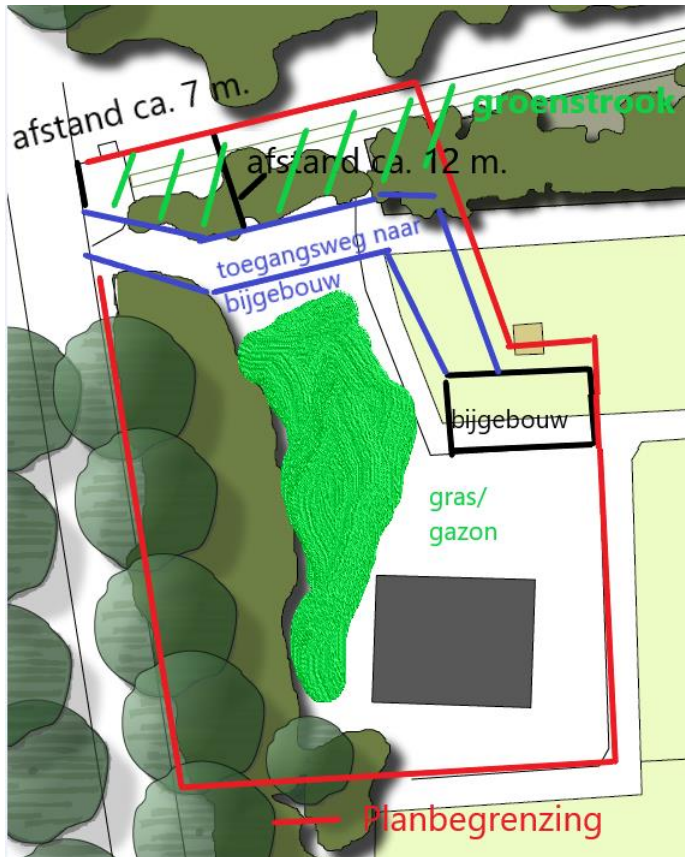 afstand ca. 7 m.
groenstrook
afstand ca. 12 m.
toegangsweg naar
bijgebouw
bijgebouw
gras/
gazon
Planbegrenzing